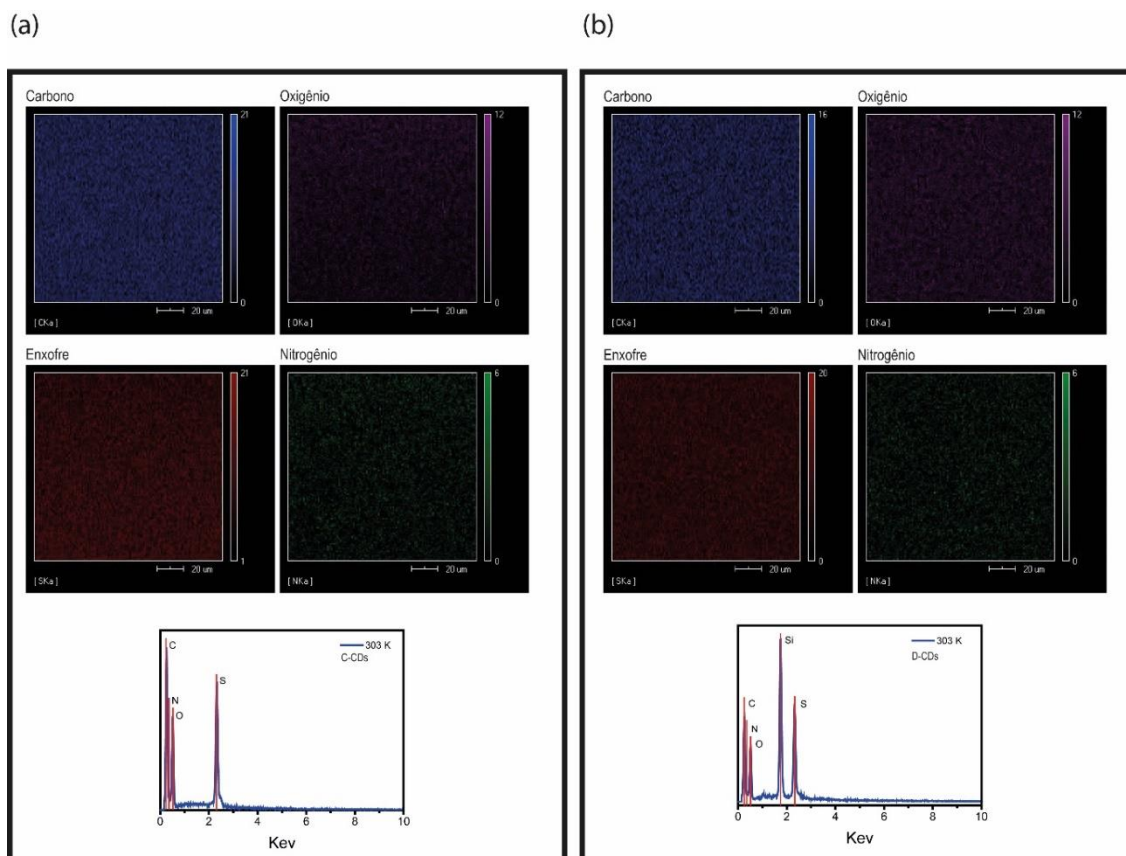 (a)
Carbono
21
0
20 um
[ CKa ]
Oxigênio
12
0
20 um
[ OKa ]
Enxofre
21
1
20 um
[ SKa ]
Nitrogênio
6
0
20 um
[ NKa ]
C
N
O
S
303 K
C-CDs
0 2 4 6 8 10
Kev
(b)
Carbono
16
0
20 um
[ CKa ]
Oxigênio
12
0
20 um
[ OKa ]
Enxofre
20
0
20 um
[ SKa ]
Nitrogênio
6
0
20 um
[ NKa ]
Si
C
N
O
S
303 K
D-CDs
0 2 4 6 8 10
Kev